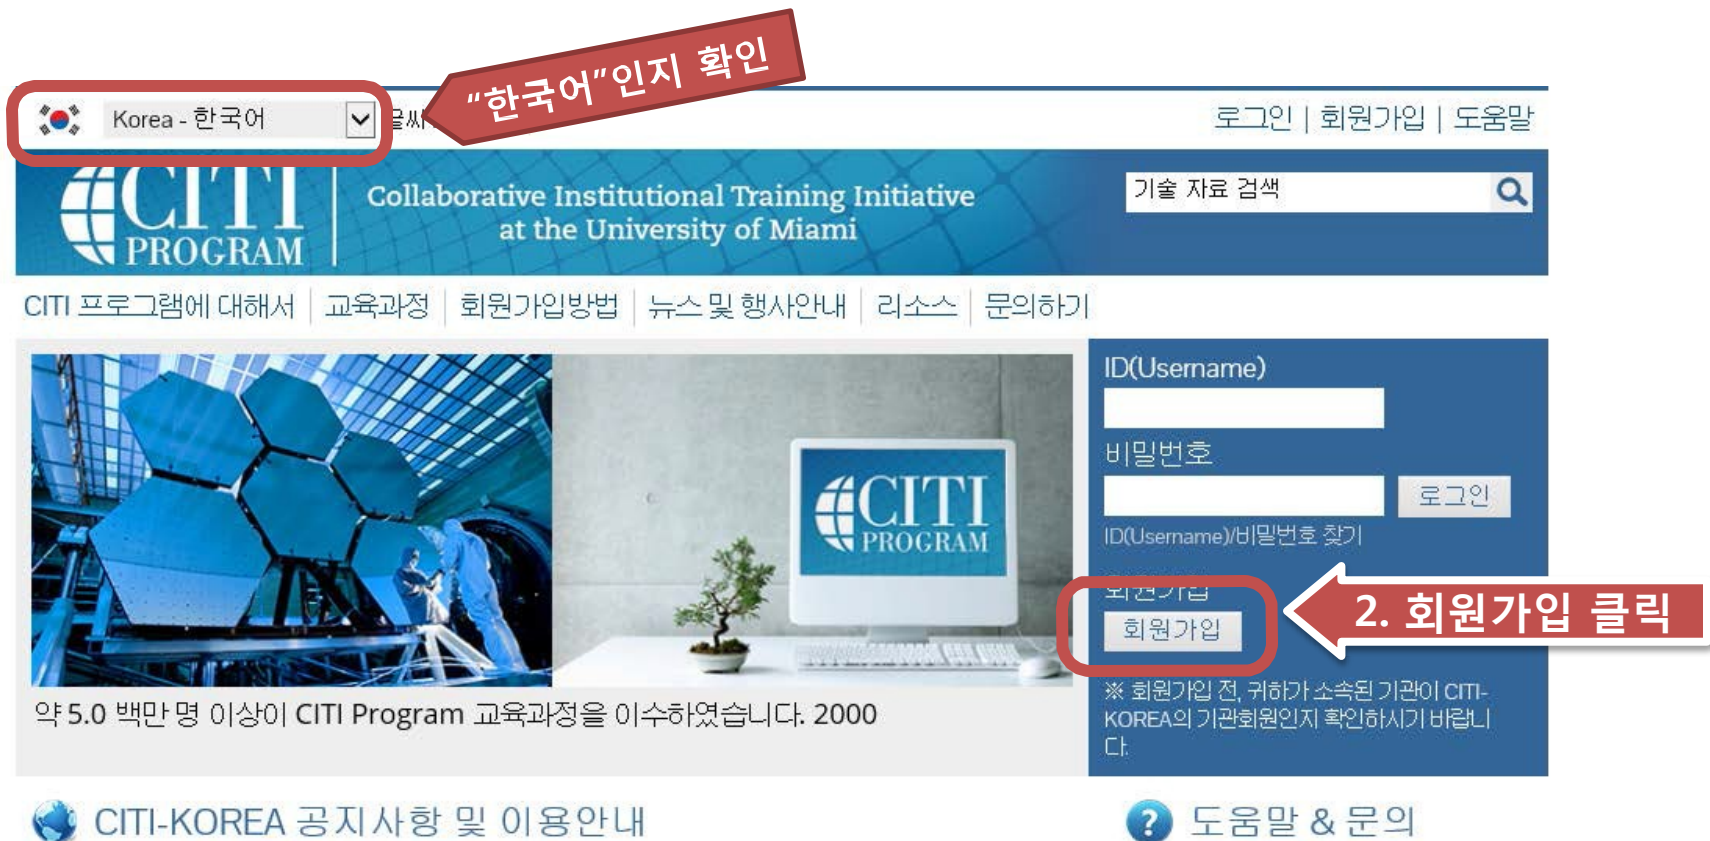 "한국어"인지 확인
Korea - 한국어
로그인 | 회원가입 | 도움말
CITI
PROGRAM
Collaborative Institutional Training Initiative
at the University of Miami
기술 자료 검색
CITI 프로그램에 대해서 | 교육과정 | 회원가입방법 | 뉴스 및 행사안내 | 리소스 | 문의하기
ID(Username)
비밀번호
로그인
ID(Username)/비밀번호 찾기
CITI
PROGRAM
회원가입
회원가입
2. 회원가입 클릭
※ 회원가입 전, 귀하가 소속된 기관이 CITI-
KOREA의 기관회원인지 확인하시기 바랍니
다.
약 5.0 백만 명 이상이 CITI Program 교육과정을 이수하였습니다. 2000
CITI-KOREA 공지사항 및 이용안내
? 도움말 & 문의